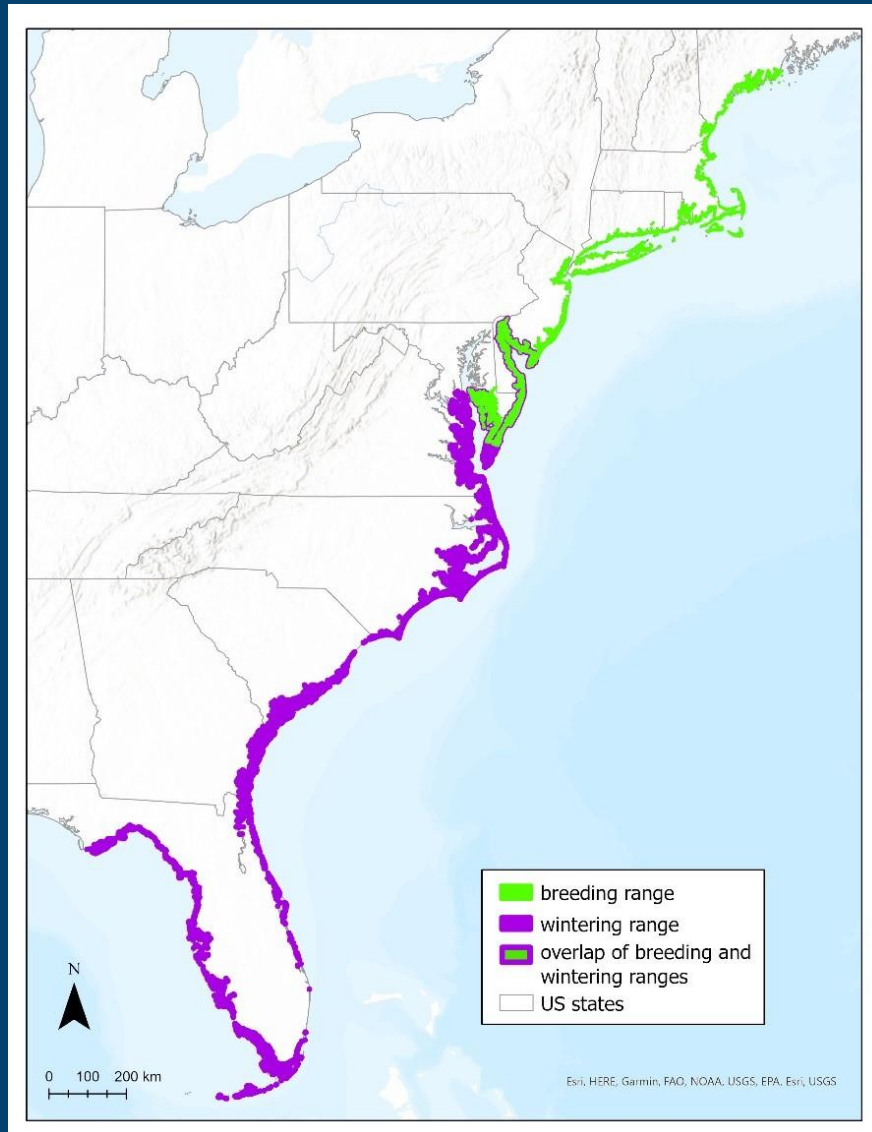 breeding range
wintering range
overlap of breeding and
wintering ranges
US states
N
0 100 200 km
Esri, HERE, Garmin, FAO, NOAA, USGS, EPA, Esri, USGS